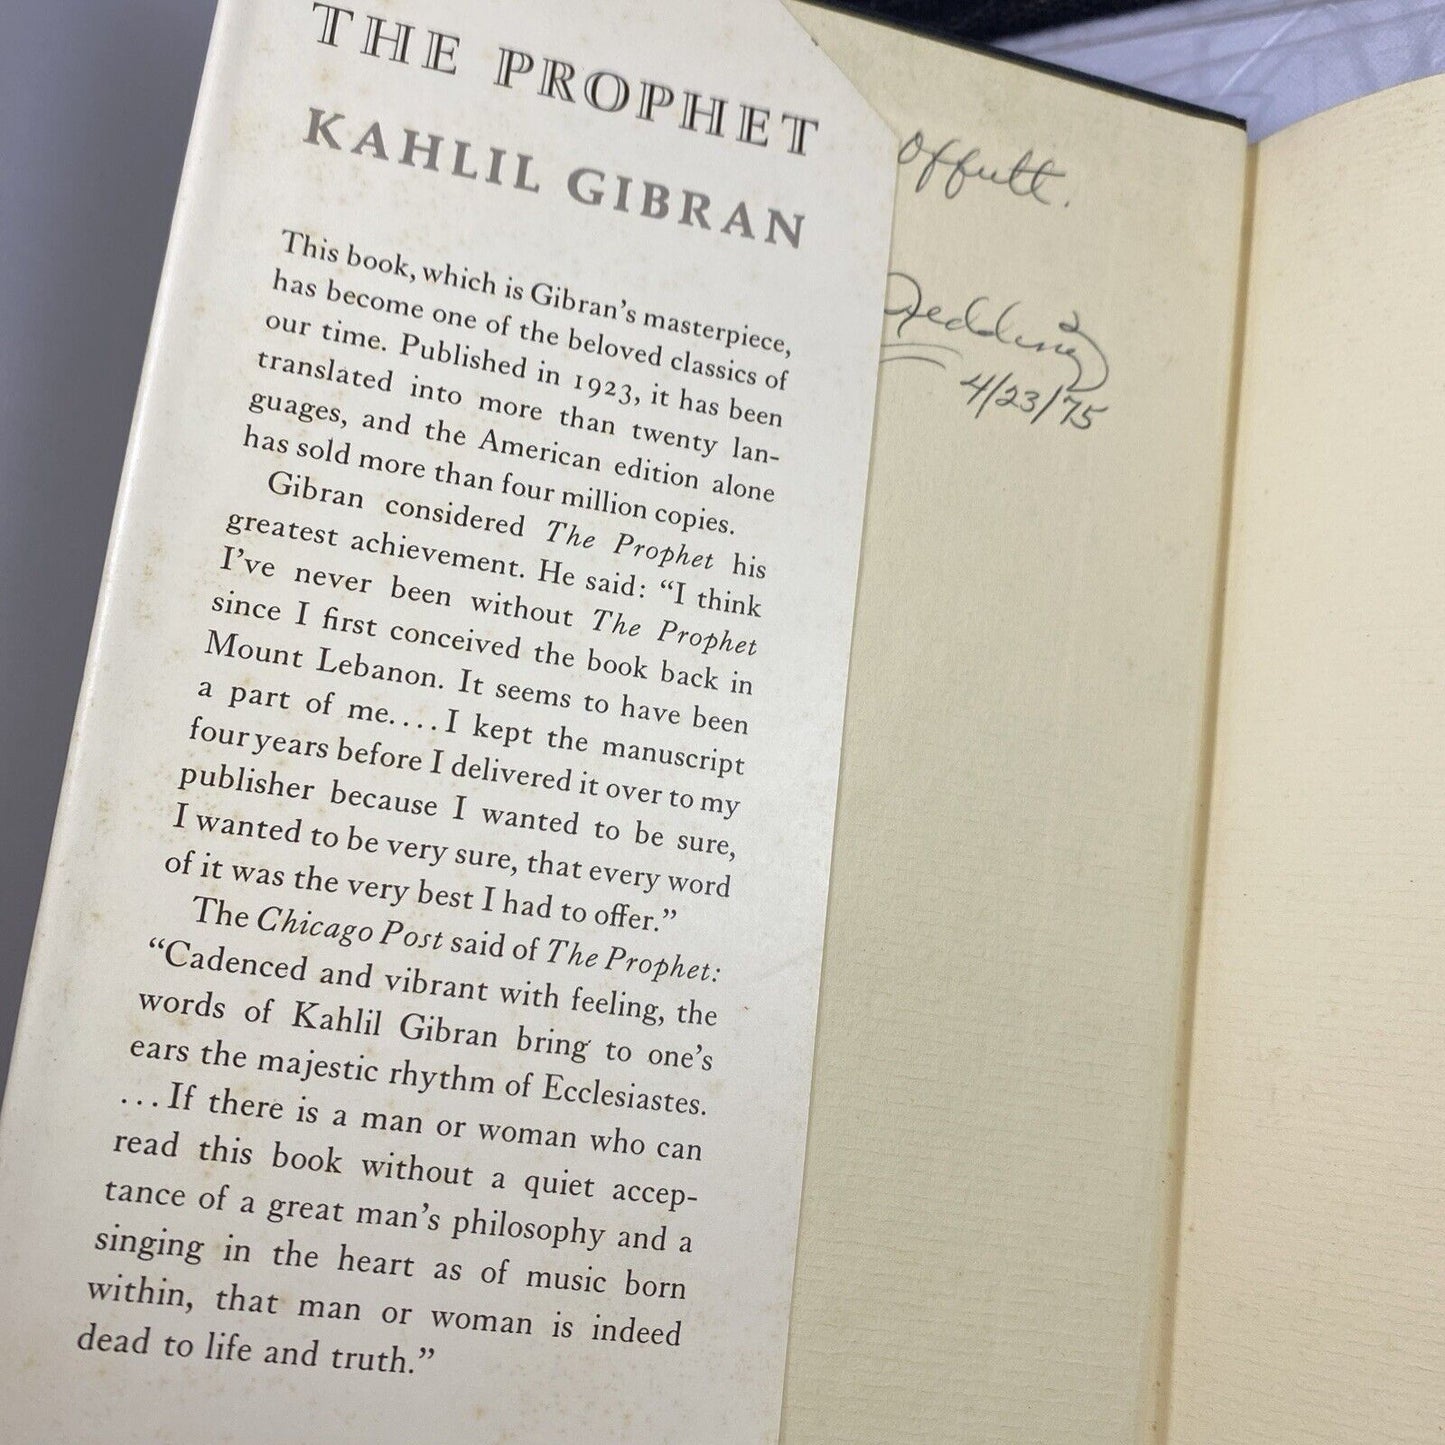 THE PROPHET
KAHLIL GIBRAN
This book, which is Gibran's masterpiece,
has become one of the beloved classics of
our time. Published in 1923, it has been
translated into more than twenty lan-
guages, and the American edition alone
has sold more than four million copies.
Gibran considered The Prophet his
greatest achievement. He said: “I think
I've never been without The Prophet
since I first conceived the book back in
Mount Lebanon. It seems to have been
a part of me....I kept the manuscript
four years before I delivered it over to my
publisher because I wanted to be sure,
I wanted to be very sure, that every word
of it was the very best I had to offer.”
The Chicago Post said of The Prophet:
“Cadenced and vibrant with feeling, the
words of Kahlil Gibran bring to one's
ears the majestic rhythm of Ecclesiastes.
...If there is a man or woman who can
read this book without a quiet accep-
tance of a great man's philosophy and a
singing in the heart as of music born
within, that man or woman is indeed
dead to life and truth.”
Offutt.
4/23/75